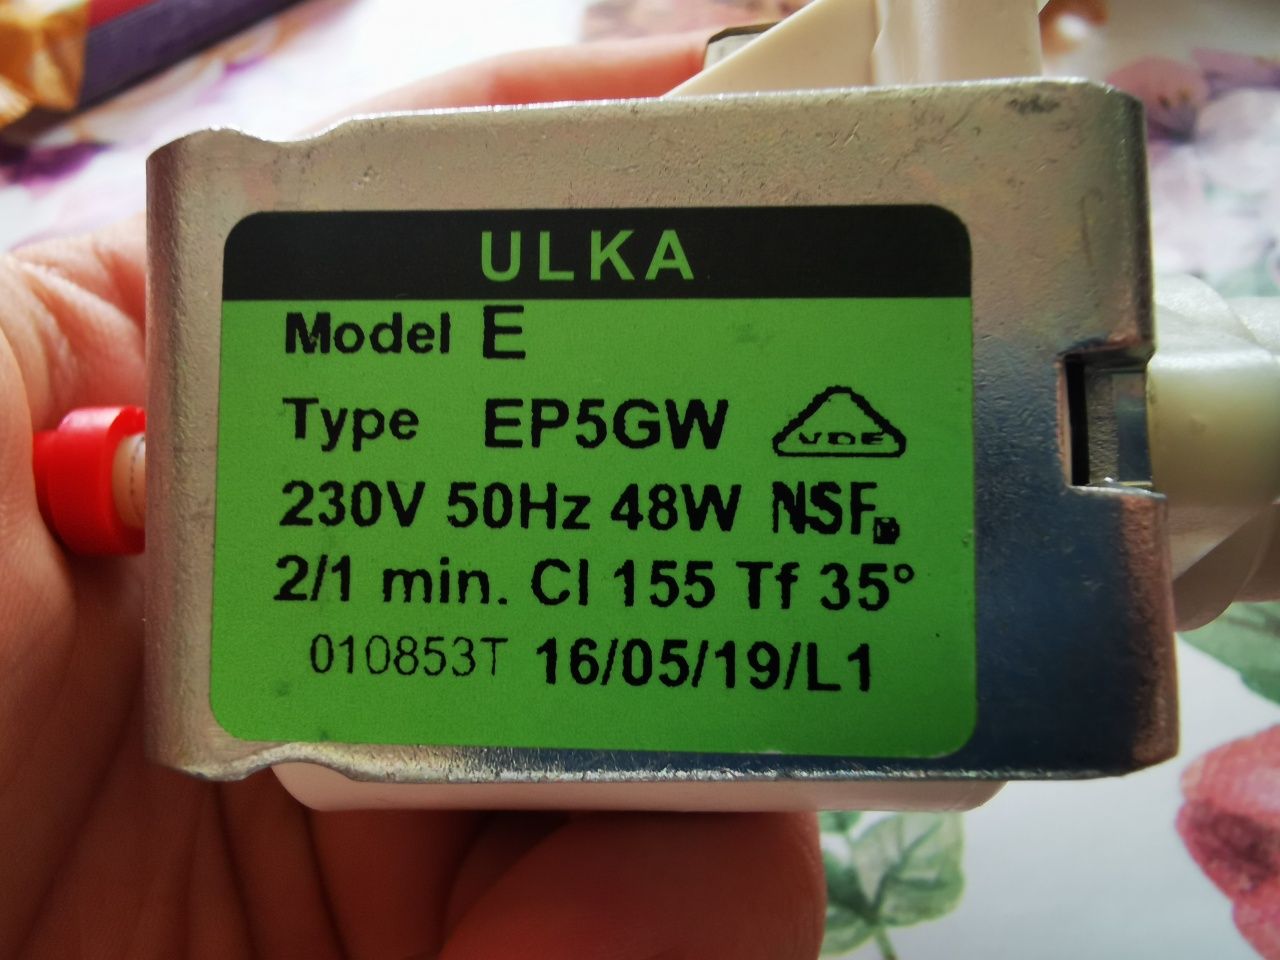 ULKA
Model E
Type EP5GW VDE
230V 50Hz 48W NSF
2/1 min. Cl 155 Tf 35°
010853T 16/05/19/L1